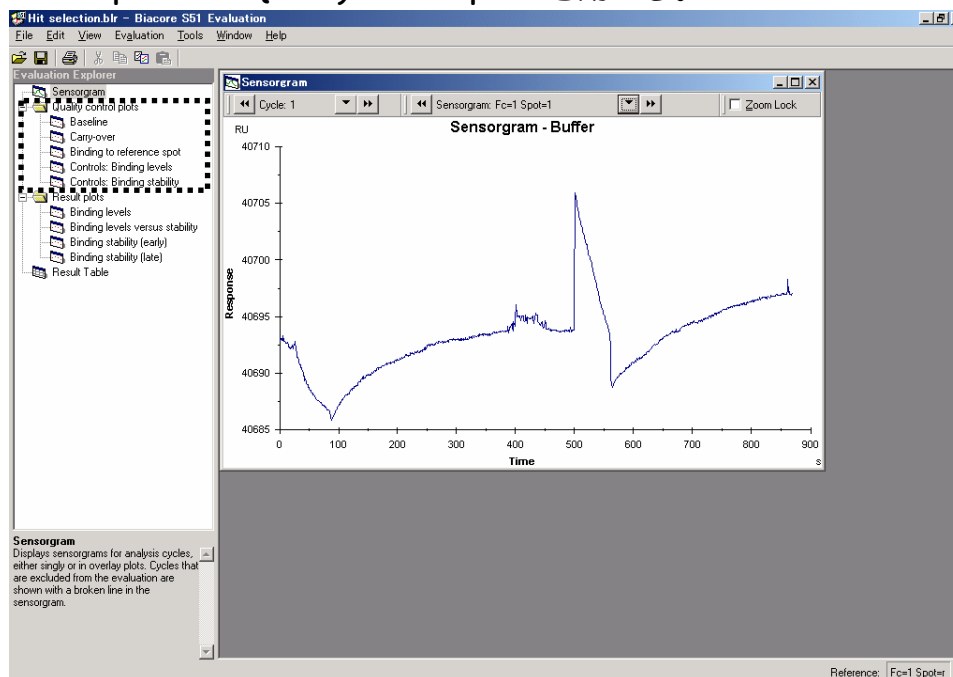 Hit selection.blr - Biacore S51 Evaluation
File Edit View Evaluation Tools Window Help
Evaluation Explorer
Sensorgram
Quality control plots
Baseline
Carry-over
Binding to reference spot
Controls: Binding levels
Controls: Binding stability
Result plots
Binding levels
Binding levels versus stability
Binding stability (early)
Binding stability (late)
Result Table
Sensorgram
Displays sensorgrams for analysis cycles,
either singly or in overlay plots. Cycles that
are excluded from the evaluation are
shown with a broken line in the
sensorgram.
Sensorgram
Cycle: 1
Sensorgram: Fc=1 Spot=1
Zoom Lock
Sensorgram - Buffer
RU
40710
40705
40700
40695
40690
40685
Response
0 100 200 300 400 500 600 700 800 900
Time
s
Reference: Fc=1 Spot=r